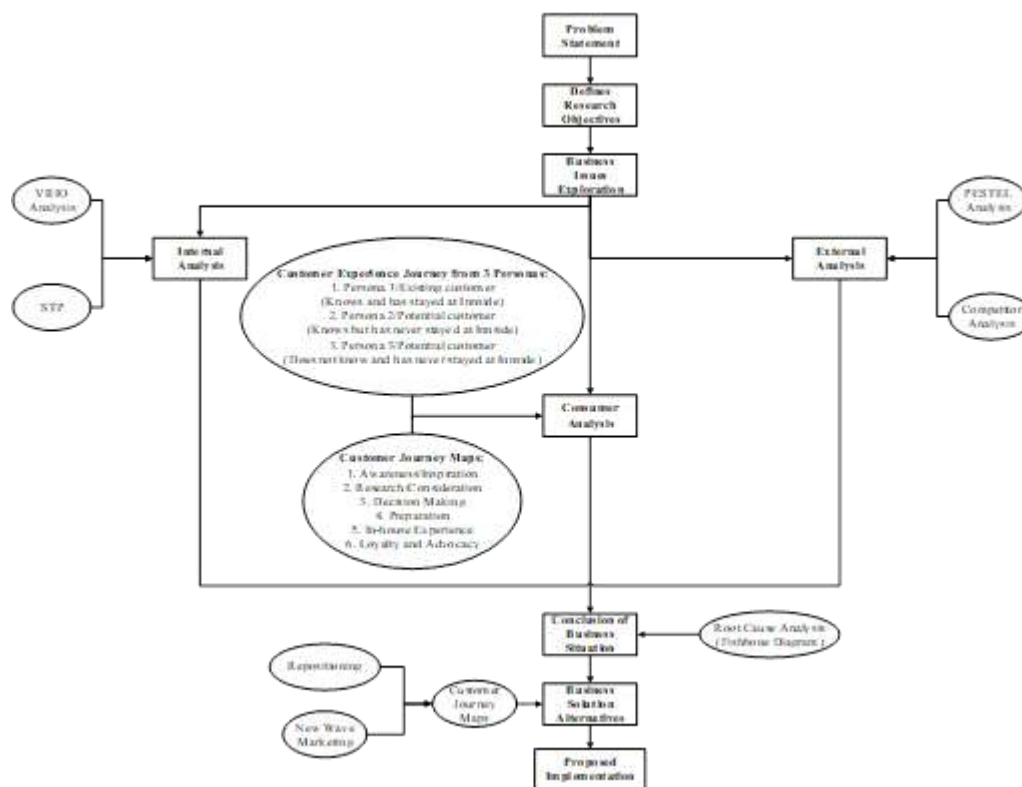 Problem
Statement
Defines
Research
Objectives
Business
Issue
Exploration
VRIO
Analysis
STP
Internal
Analysis
PESTEL
Analysis
Competitor
Analysis
External
Analysis
Customer Experience Journey from 3 Personas:
1. Persona 1/Existing customer
(Knows and has stayed at Innside)
2. Persona 2/Potential customer
(Knows but has never stayed at Innside)
3. Persona 3/Potential customer
(Does not know and has never stayed at Innside)
Consumer
Analysis
Customer Journey Maps:
1. Awareness/Inspiration
2. Research/Consideration
3. Decision Making
4. Preparation
5. In-house Experience
6. Loyalty and Advocacy
Conclusion of
Business
Situation
Root Cause Analysis
(Fishbone Diagram)
Repositioning
New Wave
Marketing
Customer
Journey
Maps
Business
Solution
Alternatives
Proposed
Implementation